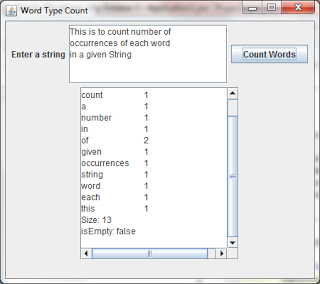 Word Type Count
This is to count number of
occurrences of each word
in a given String
Enter a string
Count Words
count 1
a 1
number 1
in 1
of 2
given 1
occurrences 1
string 1
word 1
each 1
this 1
Size: 13
isEmpty: false